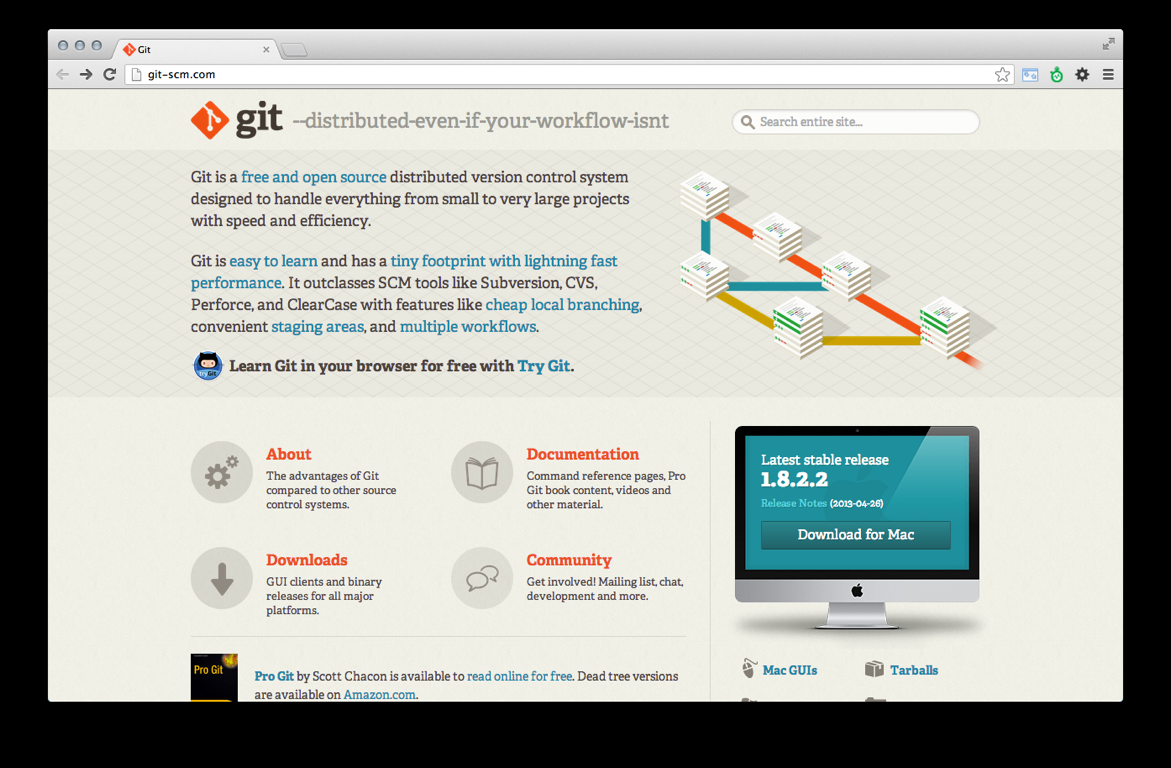 Git
git-scm.com
git --distributed-even-if-your-workflow-isnt
Search entire site...
Git is a free and open source distributed version control system
designed to handle everything from small to very large projects
with speed and efficiency.
Git is easy to learn and has a tiny footprint with lightning fast
performance. It outclasses SCM tools like Subversion, CVS,
Perforce, and ClearCase with features like cheap local branching,
convenient staging areas, and multiple workflows.
Try Git
Learn Git in your browser for free with Try Git.
About
The advantages of Git
compared to other source
control systems.
Documentation
Command reference pages, Pro
Git book content, videos and
other material.
Downloads
GUI clients and binary
releases for all major
platforms.
Community
Get involved! Mailing list, chat,
development and more.
Latest stable release
1.8.2.2
Release Notes (2013-04-26)
Download for Mac
Pro Git
Pro Git by Scott Chacon is available to read online for free. Dead tree versions
are available on Amazon.com.
Mac GUIs
Tarballs